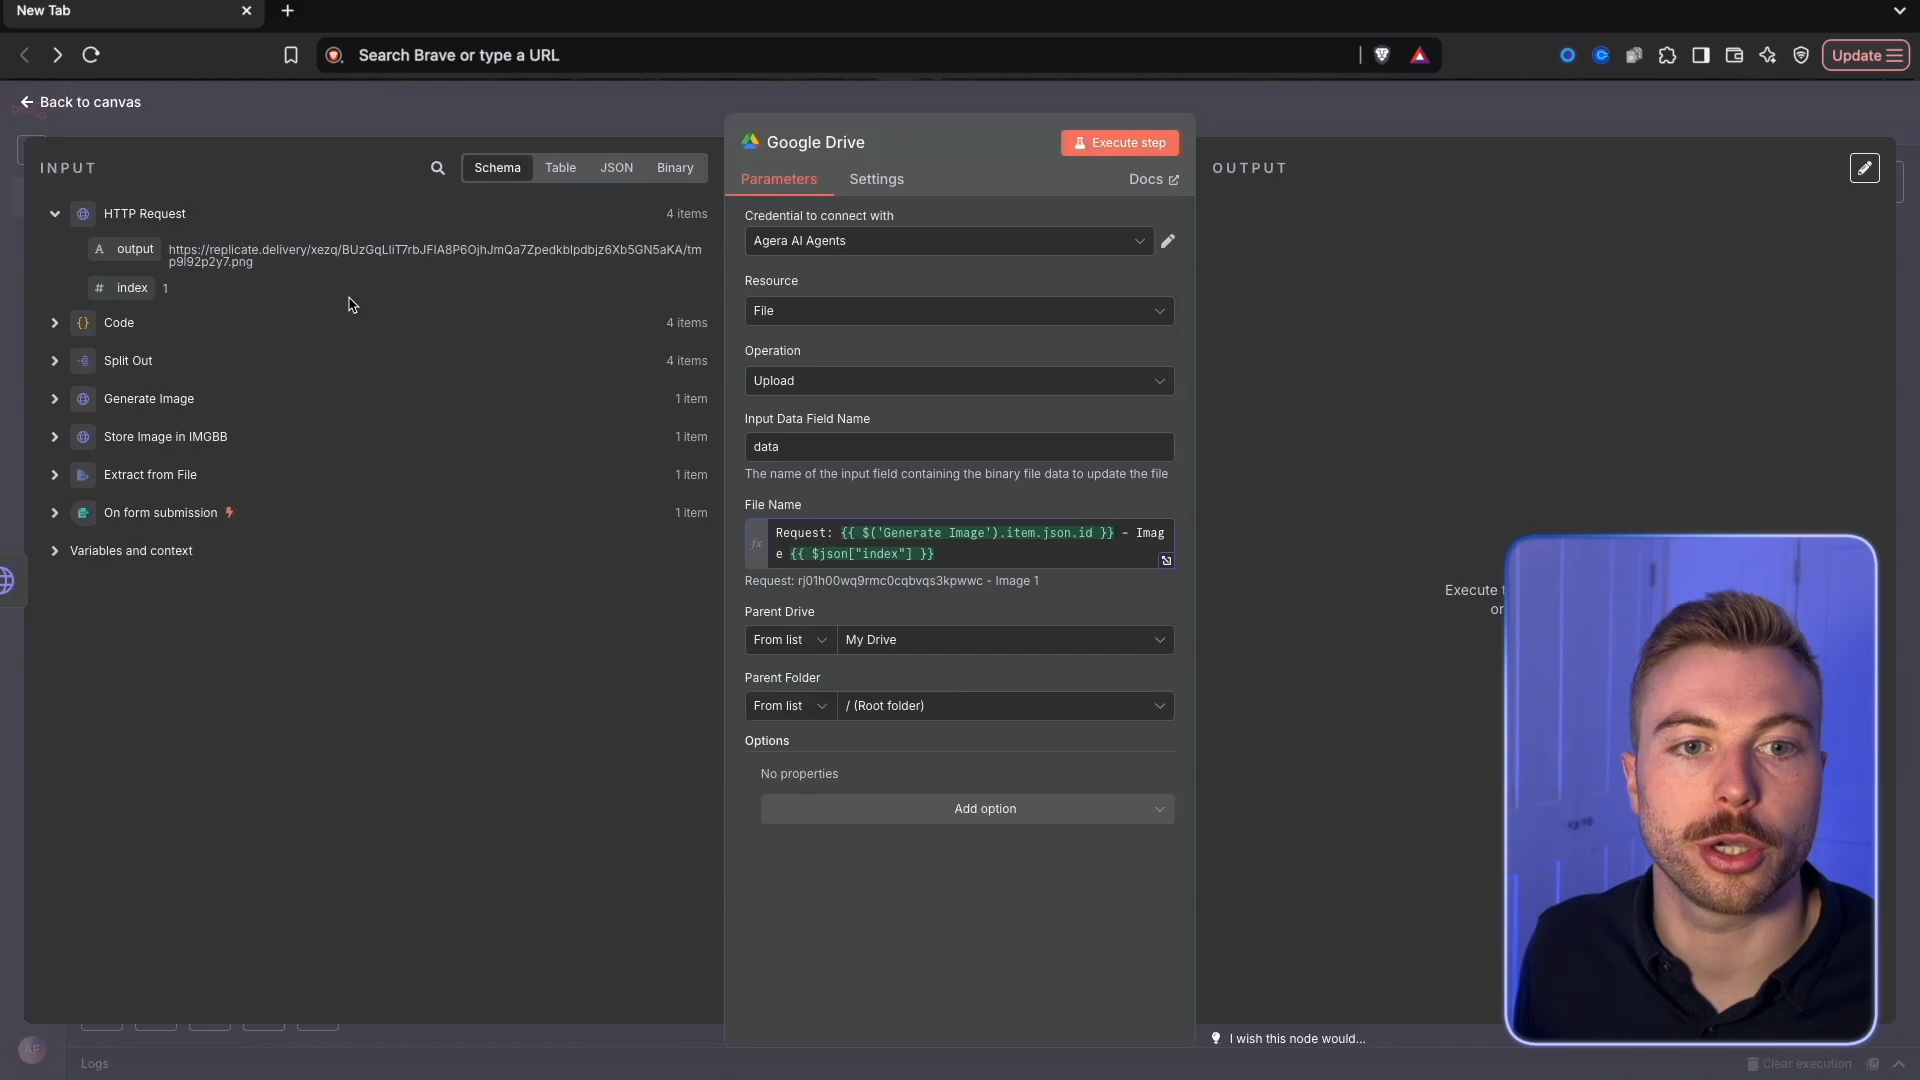 New Tab
Search Brave or type a URL
Update
Back to canvas
INPUT
Schema
Table
JSON
Binary
HTTP Request
4 items
A output
https://replicate.delivery/xezq/BUzGqLIiT7rbJFIA8P6OjhJmQa7Zpedkblpdbjz6Xb5GN5aKA/tm
p9l92p2y7.png
# index 1
{} Code
4 items
Split Out
4 items
Generate Image
1 item
Store Image in IMGBB
1 item
Extract from File
1 item
On form submission
1 item
Variables and context
Google Drive
Execute step
Parameters
Settings
Docs
Credential to connect with
Agera AI Agents
Resource
File
Operation
Upload
Input Data Field Name
data
The name of the input field containing the binary file data to update the file
File Name
fx
Request: {{ $('Generate Image').item.json.id }} - Imag
e {{ $json["index"] }}
Request: rj01h00wq9rmc0cqbvqs3kpwwc - Image 1
Parent Drive
From list
My Drive
Parent Folder
From list
/ (Root folder)
Options
No properties
Add option
OUTPUT
Execute
or
I wish this node would...
AF
Logs
Clear execution